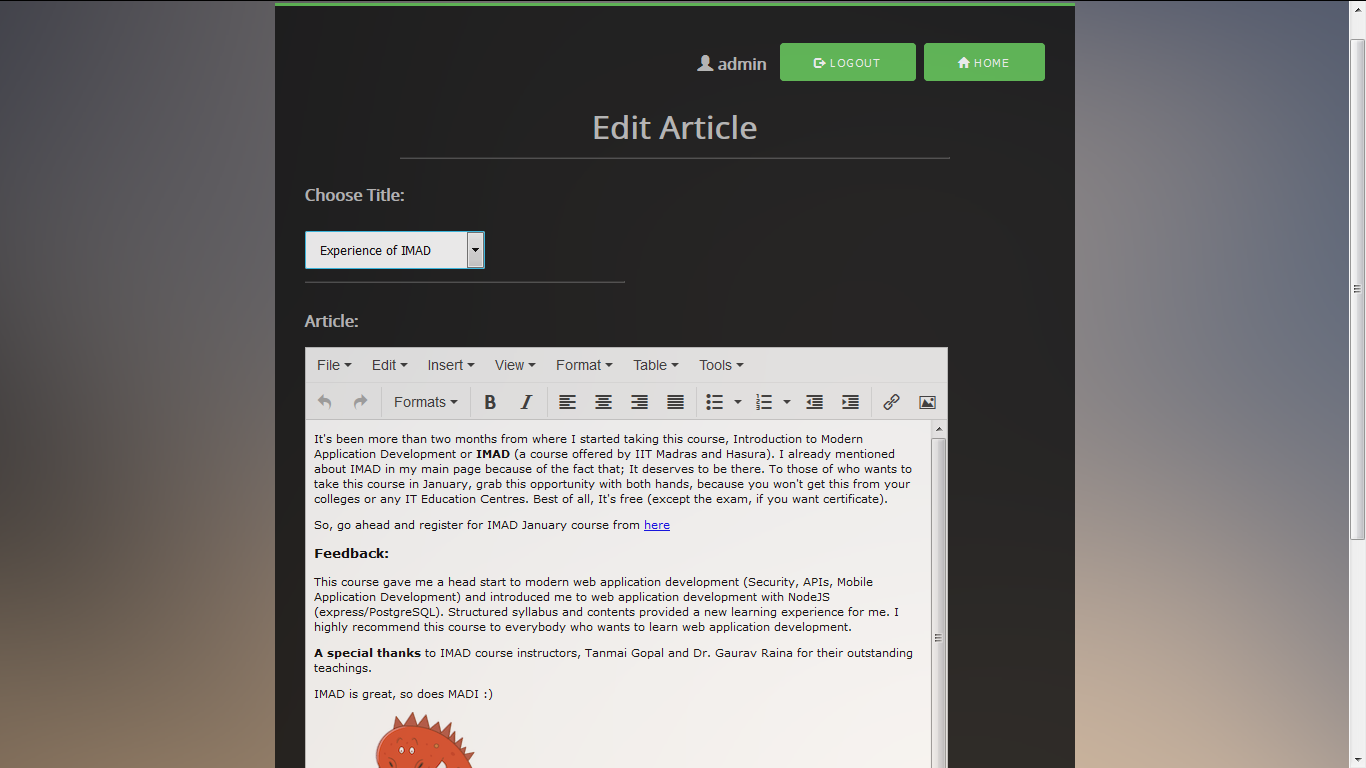 admin LOGOUT HOME
Edit Article
Choose Title:
Experience of IMAD
Article:
File Edit Insert View Format Table Tools
Formats B I
It's been more than two months from where I started taking this course, Introduction to Modern
Application Development or IMAD (a course offered by IIT Madras and Hasura). I already mentioned
about IMAD in my main page because of the fact that; It deserves to be there. To those of who wants to
take this course in January, grab this opportunity with both hands, because you won't get this from your
colleges or any IT Education Centres. Best of all, It's free (except the exam, if you want certificate).
So, go ahead and register for IMAD January course from here
Feedback:
This course gave me a head start to modern web application development (Security, APIs, Mobile
Application Development) and introduced me to web application development with NodeJS
(express/PostgreSQL). Structured syllabus and contents provided a new learning experience for me. I
highly recommend this course to everybody who wants to learn web application development.
A special thanks to IMAD course instructors, Tanmai Gopal and Dr. Gaurav Raina for their outstanding
teachings.
IMAD is great, so does MADI :)